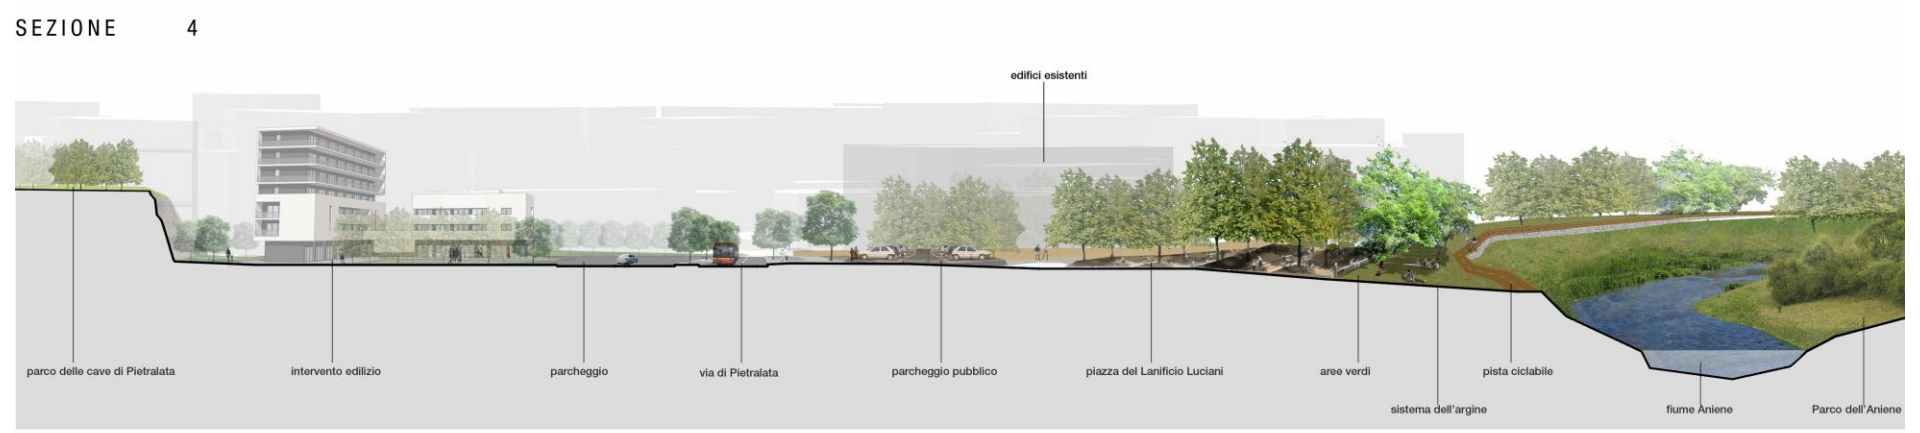 SEZIONE 4
edifici esistenti
parco delle cave di Pietralata
intervento edilizio
parcheggio
via di Pietralata
parcheggio pubblico
piazza del Lanificio Luciani
aree verdi
pista ciclabile
sistema dell'argine
fiume Aniene
Parco dell'Aniene